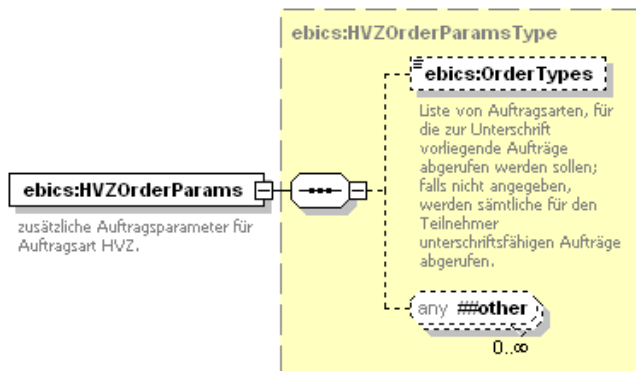 ebics:HVZOrderParamsType
ebics:OrderTypes
Liste von Auftragsarten, für
die zur Unterschrift
vorliegende Aufträge
abgerufen werden sollen;
falls nicht angegeben,
werden sämtliche für den
Teilnehmer
unterschriftsfähigen Aufträge
abgerufen.
ebics:HVZOrderParams
zusätzliche Auftragsparameter für
Auftragsart HVZ.
any ##other
0..∞